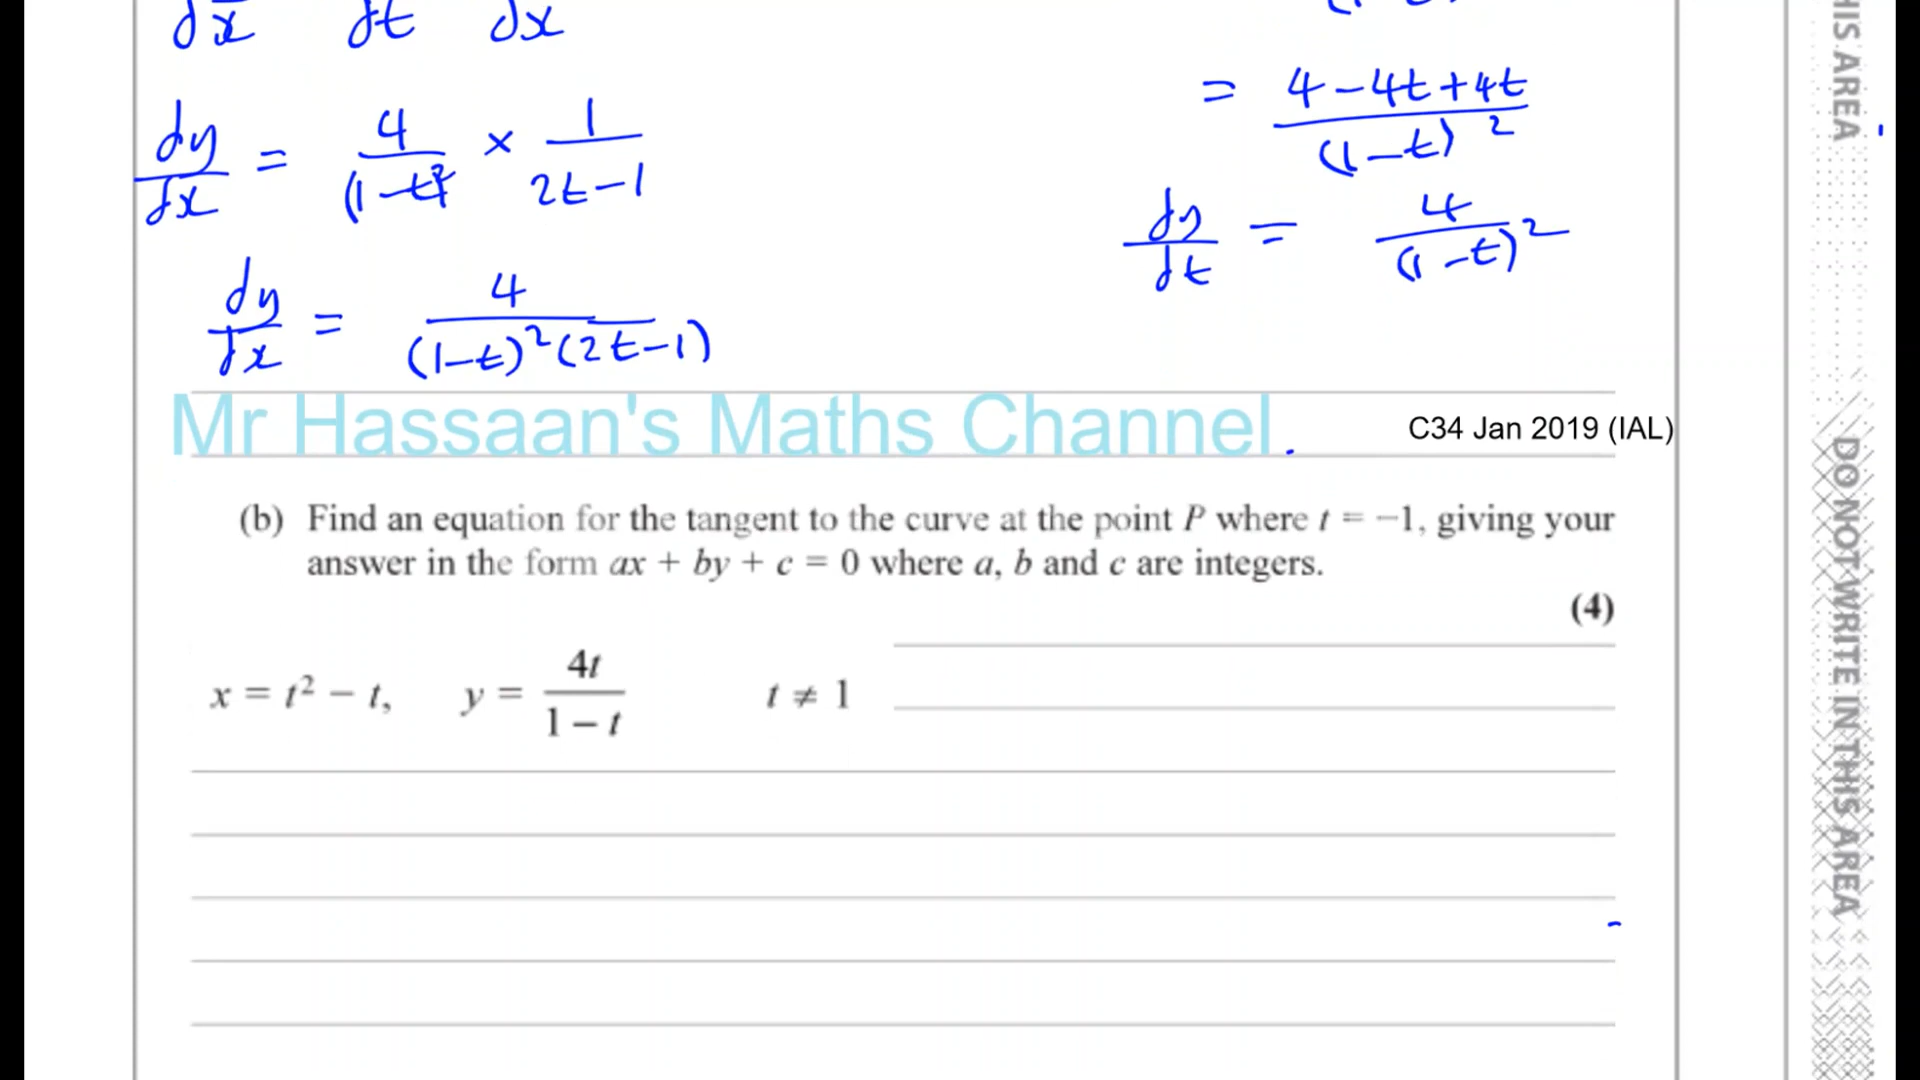 dx dt dx
= 4-4t+4t / (1-t)²
dy/dx = 4/(1-t)² × 1/2t-1
dy/dt = 4/(1-t)²
dy/dx = 4/(1-t)²(2t-1)
Mr Hassaan's Maths Channel.
C34 Jan 2019 (IAL)
(b) Find an equation for the tangent to the curve at the point P where t = −1, giving your
answer in the form ax + by + c = 0 where a, b and c are integers.
(4)
x = t² − t, y = 4t/1 − t t ≠ 1
HIS AREA
DO NOT WRITE IN THIS AREA